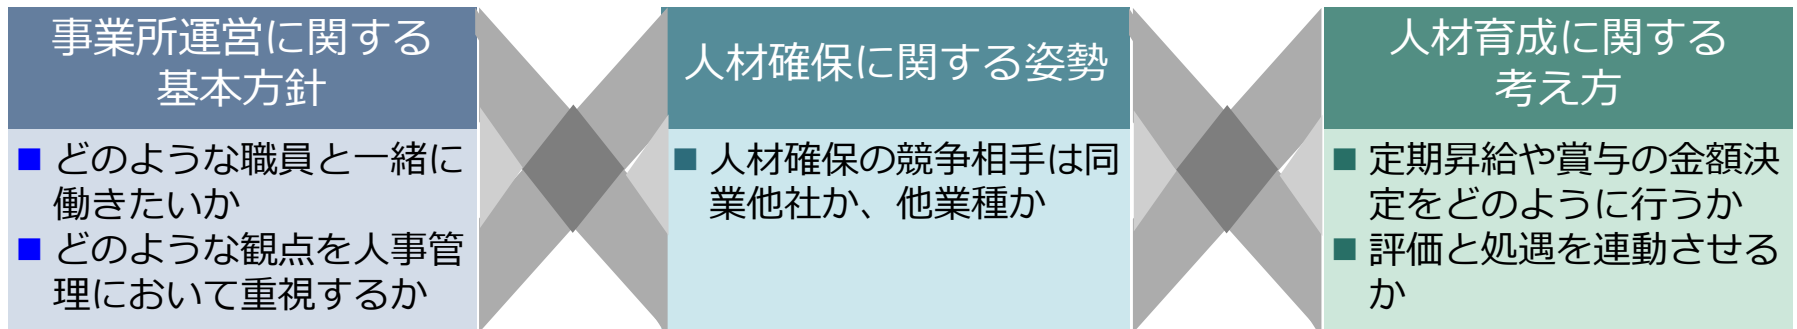 事業所運営に関する
基本方針
■ どのような職員と一緒に
働きたいか
■ どのような観点を人事管
理において重視するか
人材確保に関する姿勢
■ 人材確保の競争相手は同
業他社か、他業種か
人材育成に関する
考え方
■ 定期昇給や賞与の金額決
定をどのように行うか
■ 評価と処遇を連動させる
か